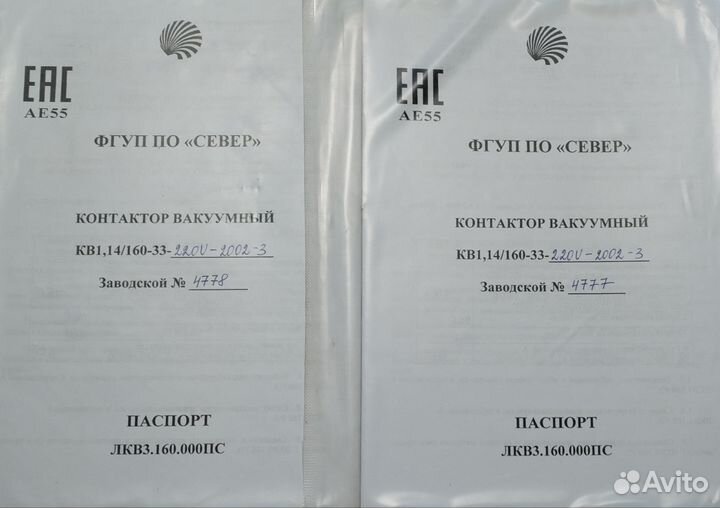 ЕАС
АЕ55
ФГУП ПО «СЕВЕР»
КОНТАКТОР ВАКУУМНЫЙ
КВ1,14/160-33-220V-2002-3
Заводской № 4778
ПАСПОРТ
ЛКВ3.160.000ПС
ЕАС
АЕ55
ФГУП ПО «СЕВЕР»
КОНТАКТОР ВАКУУМНЫЙ
КВ1,14/160-33-220V-2002-3
Заводской № 4777
ПАСПОРТ
ЛКВ3.160.000ПС
Avito